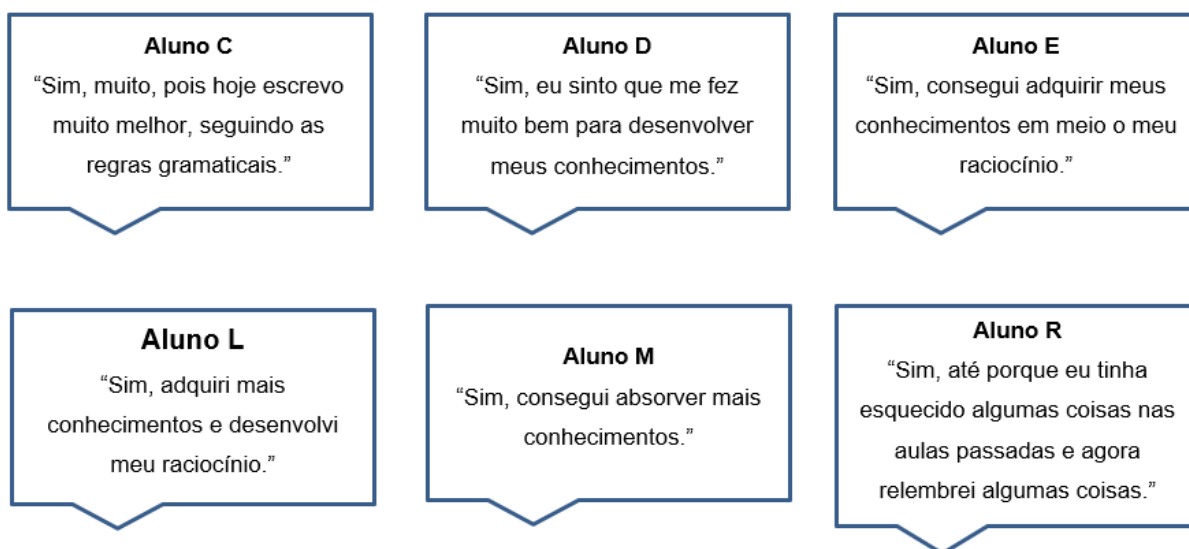 Aluno C
“Sim, muito, pois hoje escrevo
muito melhor, seguindo as
regras gramaticais.”
Aluno D
“Sim, eu sinto que me fez
muito bem para desenvolver
meus conhecimentos.”
Aluno E
“Sim, consegui adquirir meus
conhecimentos em meio o meu
raciocínio.”
Aluno L
“Sim, adquiri mais
conhecimentos e desenvolvi
meu raciocínio.”
Aluno M
“Sim, consegui absorver mais
conhecimentos.”
Aluno R
“Sim, até porque eu tinha
esquecido algumas coisas nas
aulas passadas e agora
relembrei algumas coisas.”